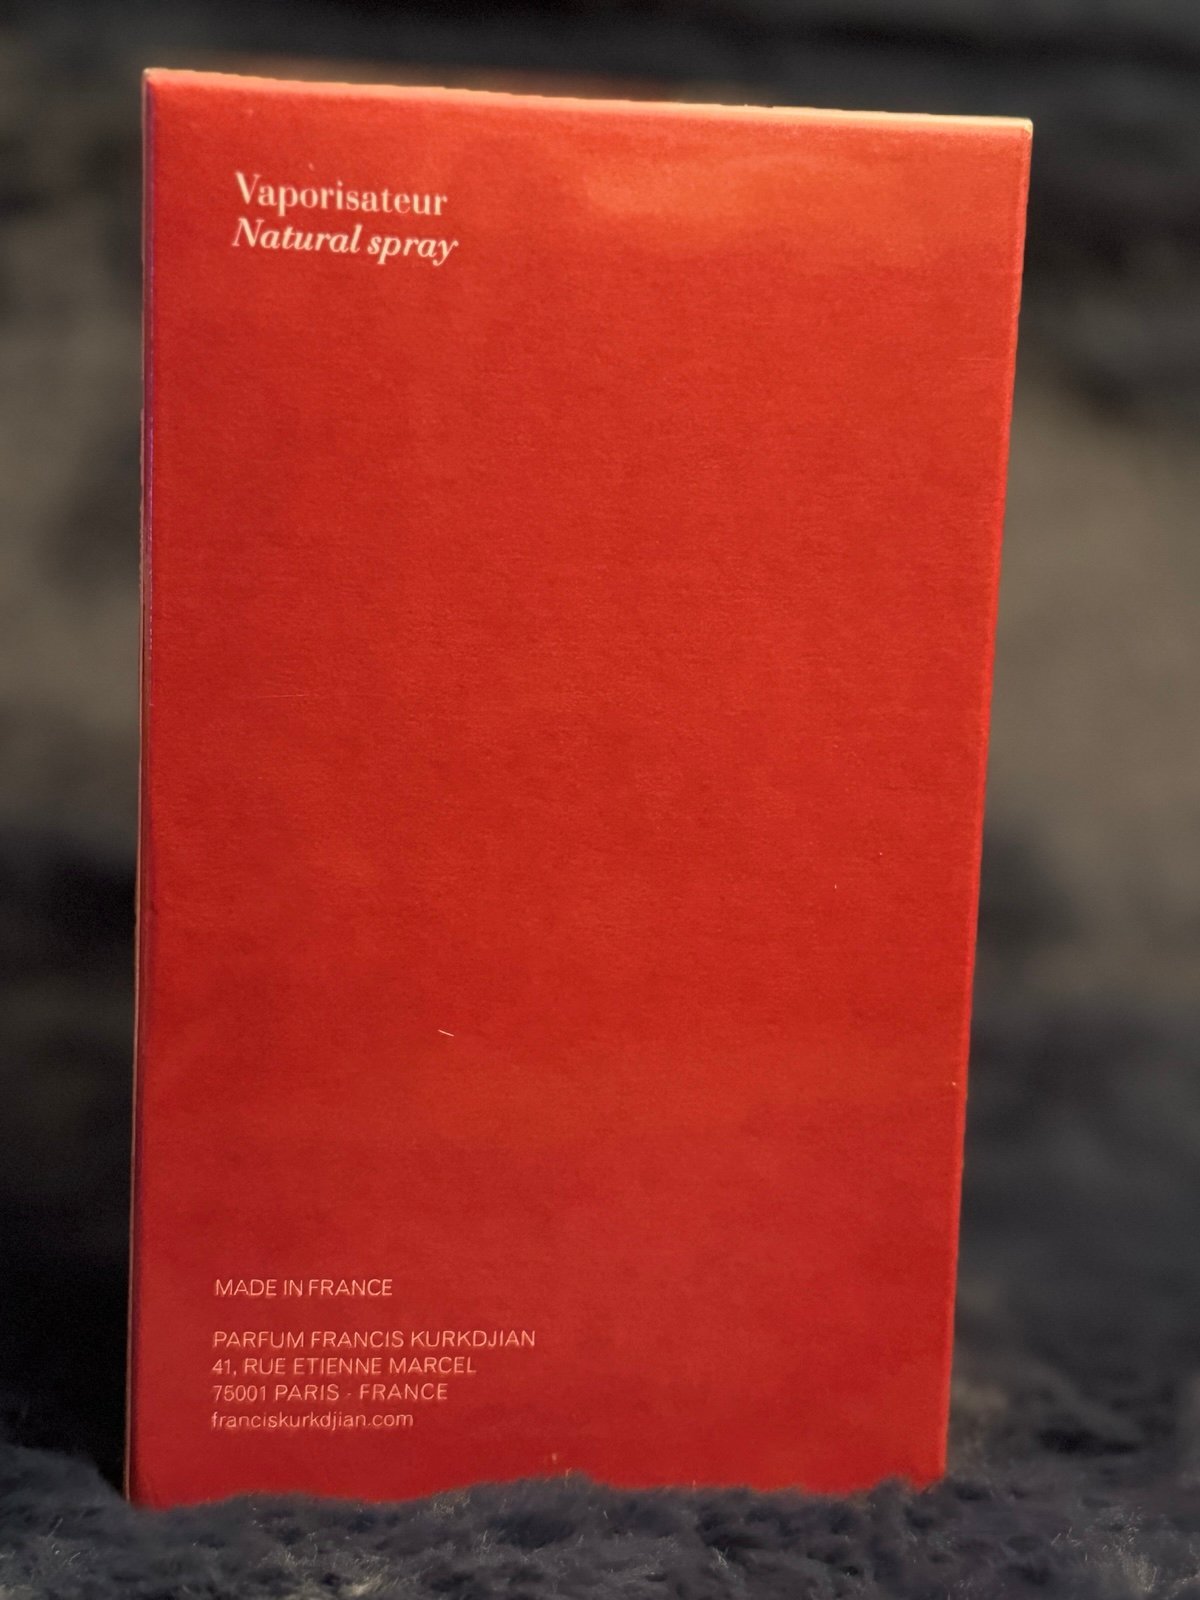 Vaporisateur
Natural spray
MADE IN FRANCE
PARFUM FRANCIS KURKDJIAN
41, RUE ETIENNE MARCEL
75001 PARIS - FRANCE
franciskurkdjian.com